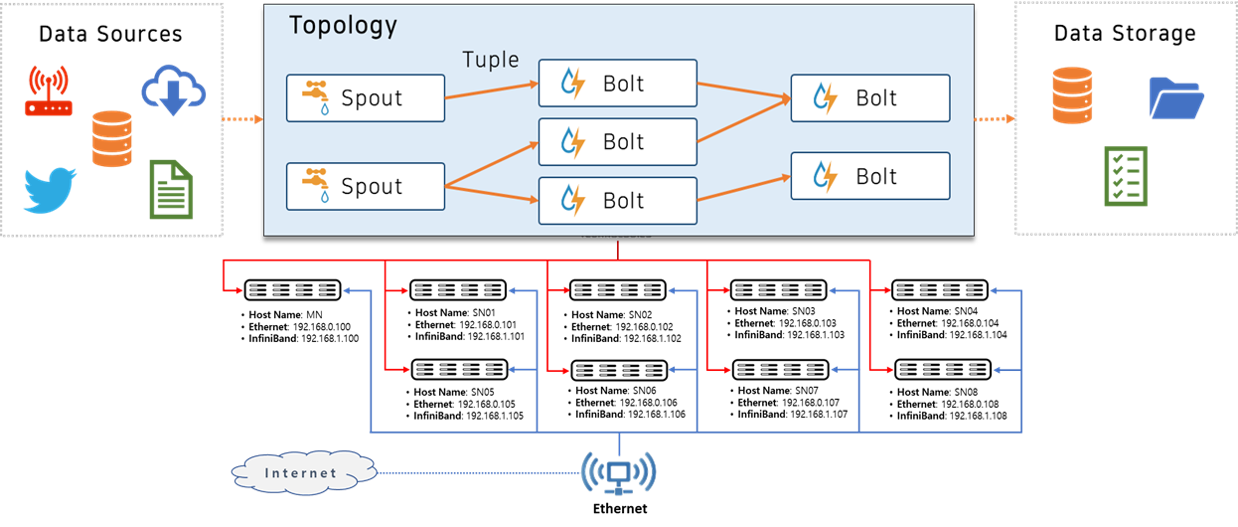 Data Sources
Topology
Data Storage
Tuple
Spout
Bolt
Bolt
Bolt
Spout
Bolt
Bolt
• Host Name: MN
• Ethernet: 192.168.0.100
• InfiniBand: 192.168.1.100
• Host Name: SN01
• Ethernet: 192.168.0.101
• InfiniBand: 192.168.1.101
• Host Name: SN02
• Ethernet: 192.168.0.102
• InfiniBand: 192.168.1.102
• Host Name: SN03
• Ethernet: 192.168.0.103
• InfiniBand: 192.168.1.103
• Host Name: SN04
• Ethernet: 192.168.0.104
• InfiniBand: 192.168.1.104
• Host Name: SN05
• Ethernet: 192.168.0.105
• InfiniBand: 192.168.1.105
• Host Name: SN06
• Ethernet: 192.168.0.106
• InfiniBand: 192.168.1.106
• Host Name: SN07
• Ethernet: 192.168.0.107
• InfiniBand: 192.168.1.107
• Host Name: SN08
• Ethernet: 192.168.0.108
• InfiniBand: 192.168.1.108
Internet
Ethernet